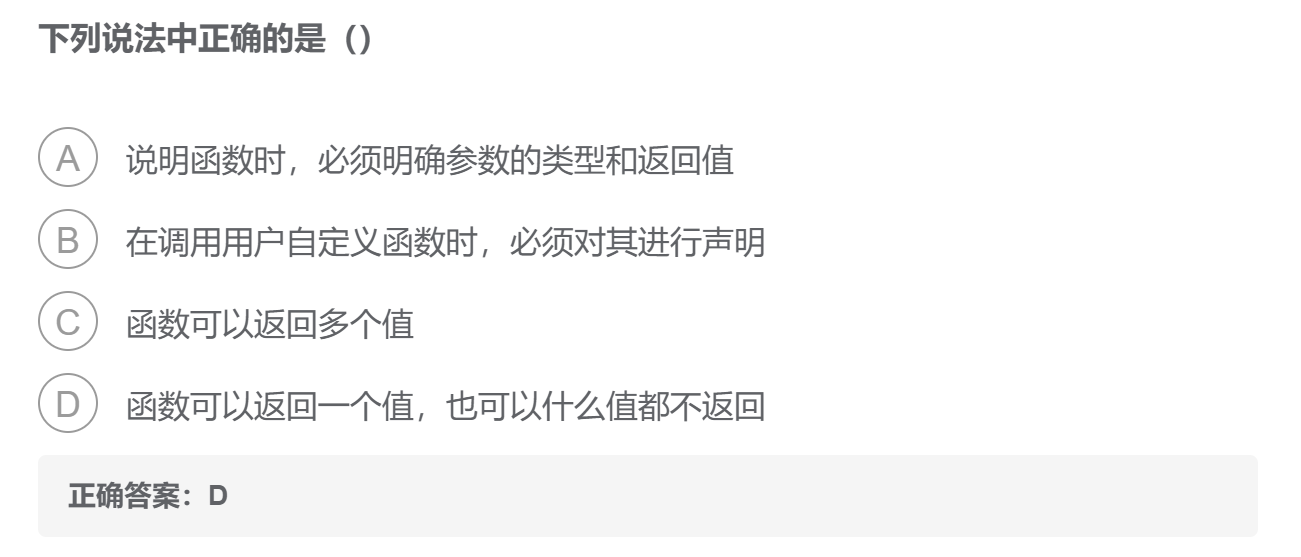 下列说法中正确的是（）
A 说明函数时，必须明确参数的类型和返回值
B 在调用用户自定义函数时，必须对其进行声明
C 函数可以返回多个值
D 函数可以返回一个值，也可以什么值都不返回
正确答案：D